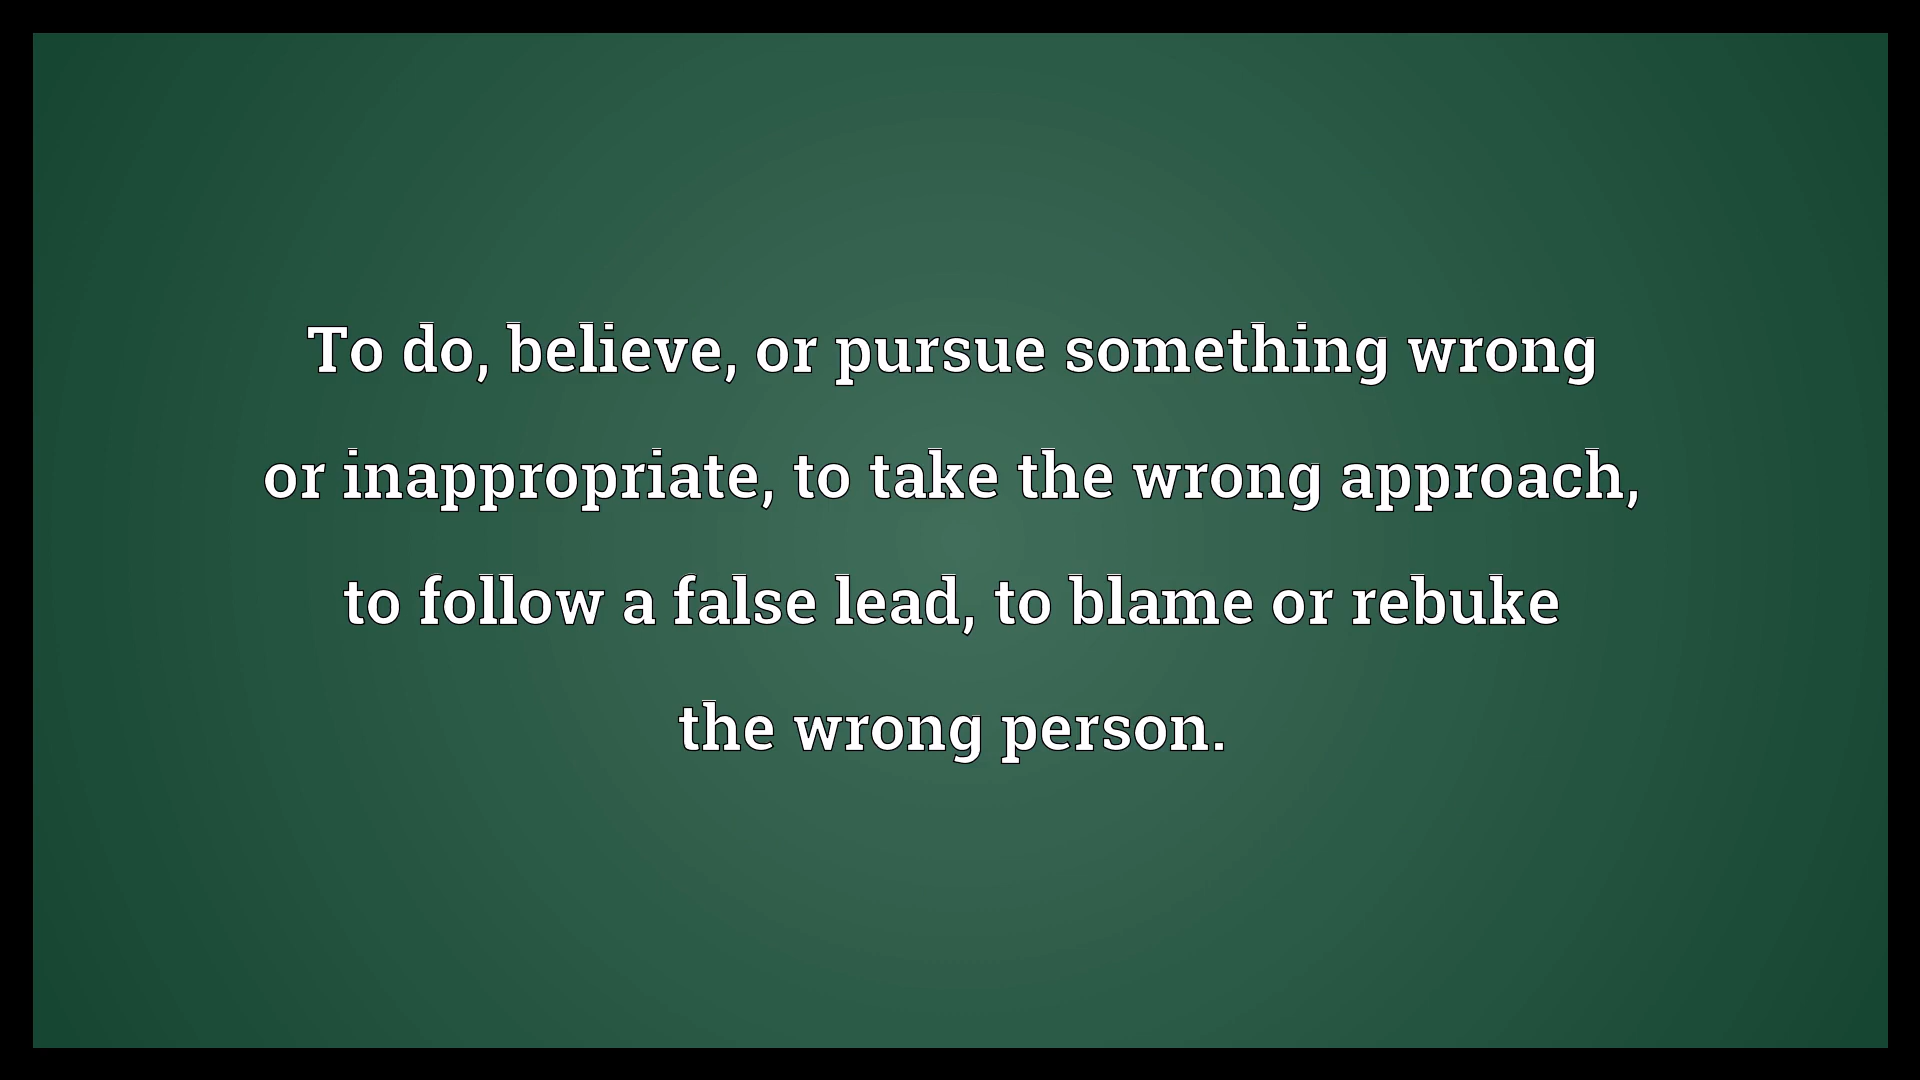 To do, believe, or pursue something wrong
or inappropriate, to take the wrong approach,
to follow a false lead, to blame or rebuke
the wrong person.